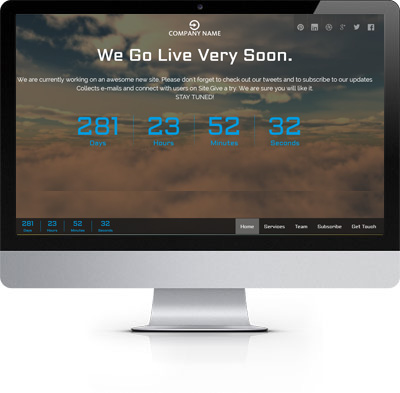 COMPANY NAME
We Go Live Very Soon.
We are currently working on an awesome new site. Please don't forget to check out our tweets and to subscribe to our updates
Collects e-mails and connect with users on Site.Give a try. We are sure you will like it.
STAY TUNED!
281 23 52 32
Days Hours Minutes Seconds
281 23 52 32
Days Hours Minutes Seconds
Home Services Team Subscribe Get Touch